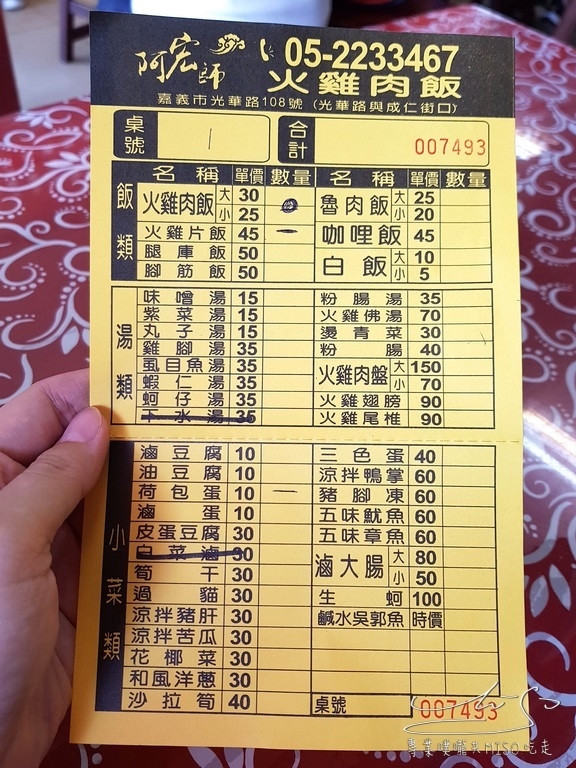 阿宏師 05-2233467
火雞肉飯
嘉義市光華路108號 (光華路與成仁街口)
桌號 1 合計 007493
名稱 單價 數量 名稱 單價 數量
飯類
火雞肉飯 大 30
小 25
火雞片飯 45 一
腿庫飯 50
腳筋飯 50
魯肉飯 大 25
小 20
咖哩飯 45
白飯 大 10
小 5
湯類
味噌湯 15
紫菜湯 15
丸子湯 15
雞腳湯 35
虱目魚湯 35
蝦仁湯 35
蚵仔湯 35
下水湯 35
粉腸湯 35
火雞佛湯 70
燙青菜 30
粉腸 40
火雞肉盤 大 150
小 70
火雞翅膀 90
火雞尾椎 90
小菜類
滷豆腐 10
油豆腐 10
荷包蛋 10 一
滷蛋 10
皮蛋豆腐 30
白菜滷 30
筍干 30
過貓 30
涼拌豬肝 30
涼拌苦瓜 30
花椰菜 30
和風洋蔥 30
沙拉筍 40
三色蛋 40
涼拌鴨掌 60
豬腳凍 60
五味魷魚 60
五味章魚 60
滷大腸 大 80
小 50
生蚵 100
鹹水吳郭魚 時價
桌號 007493
專業噗嚨共MISO吃走